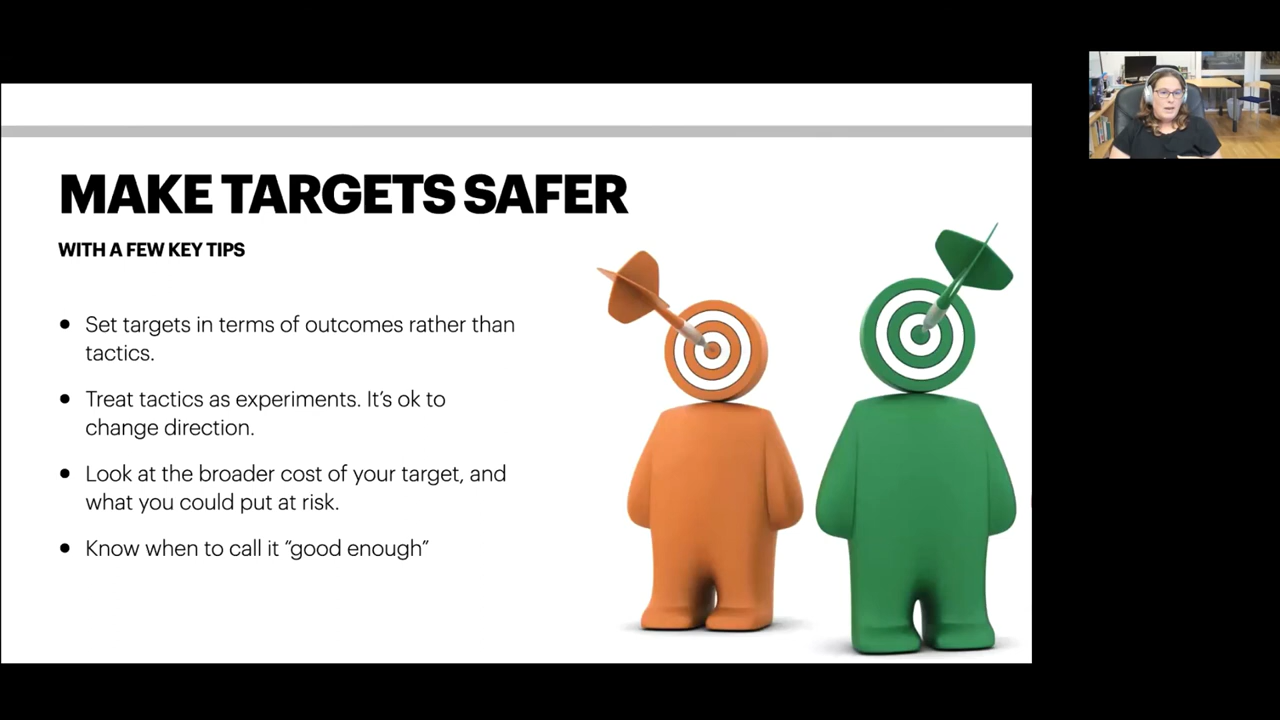 MAKE TARGETS SAFER
WITH A FEW KEY TIPS
● Set targets in terms of outcomes rather than
tactics.
● Treat tactics as experiments. It’s ok to
change direction.
● Look at the broader cost of your target, and
what you could put at risk.
● Know when to call it “good enough”